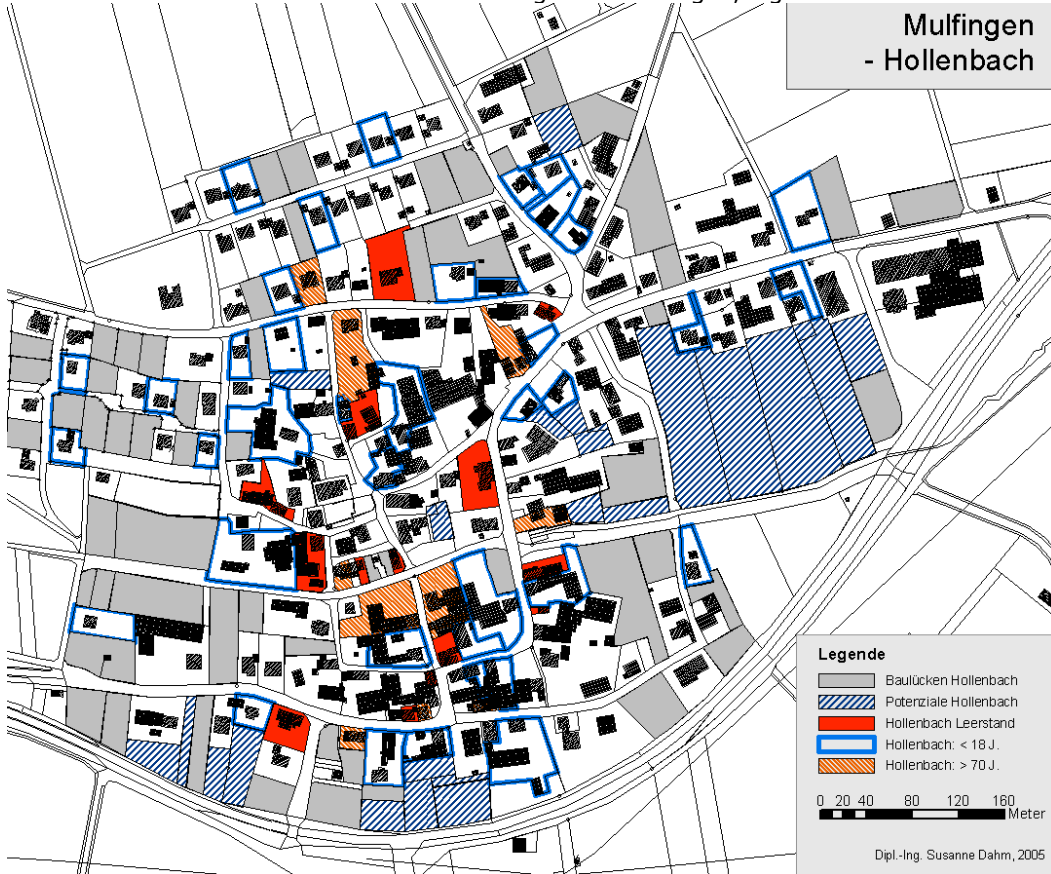 Mulfingen
- Hollenbach
Legende
Baulücken Hollenbach
Potenziale Hollenbach
Hollenbach Leerstand
Hollenbach: < 18 J.
Hollenbach: > 70 J.
0 20 40 80 120 160
Meter
Dipl.-Ing. Susanne Dahm, 2005